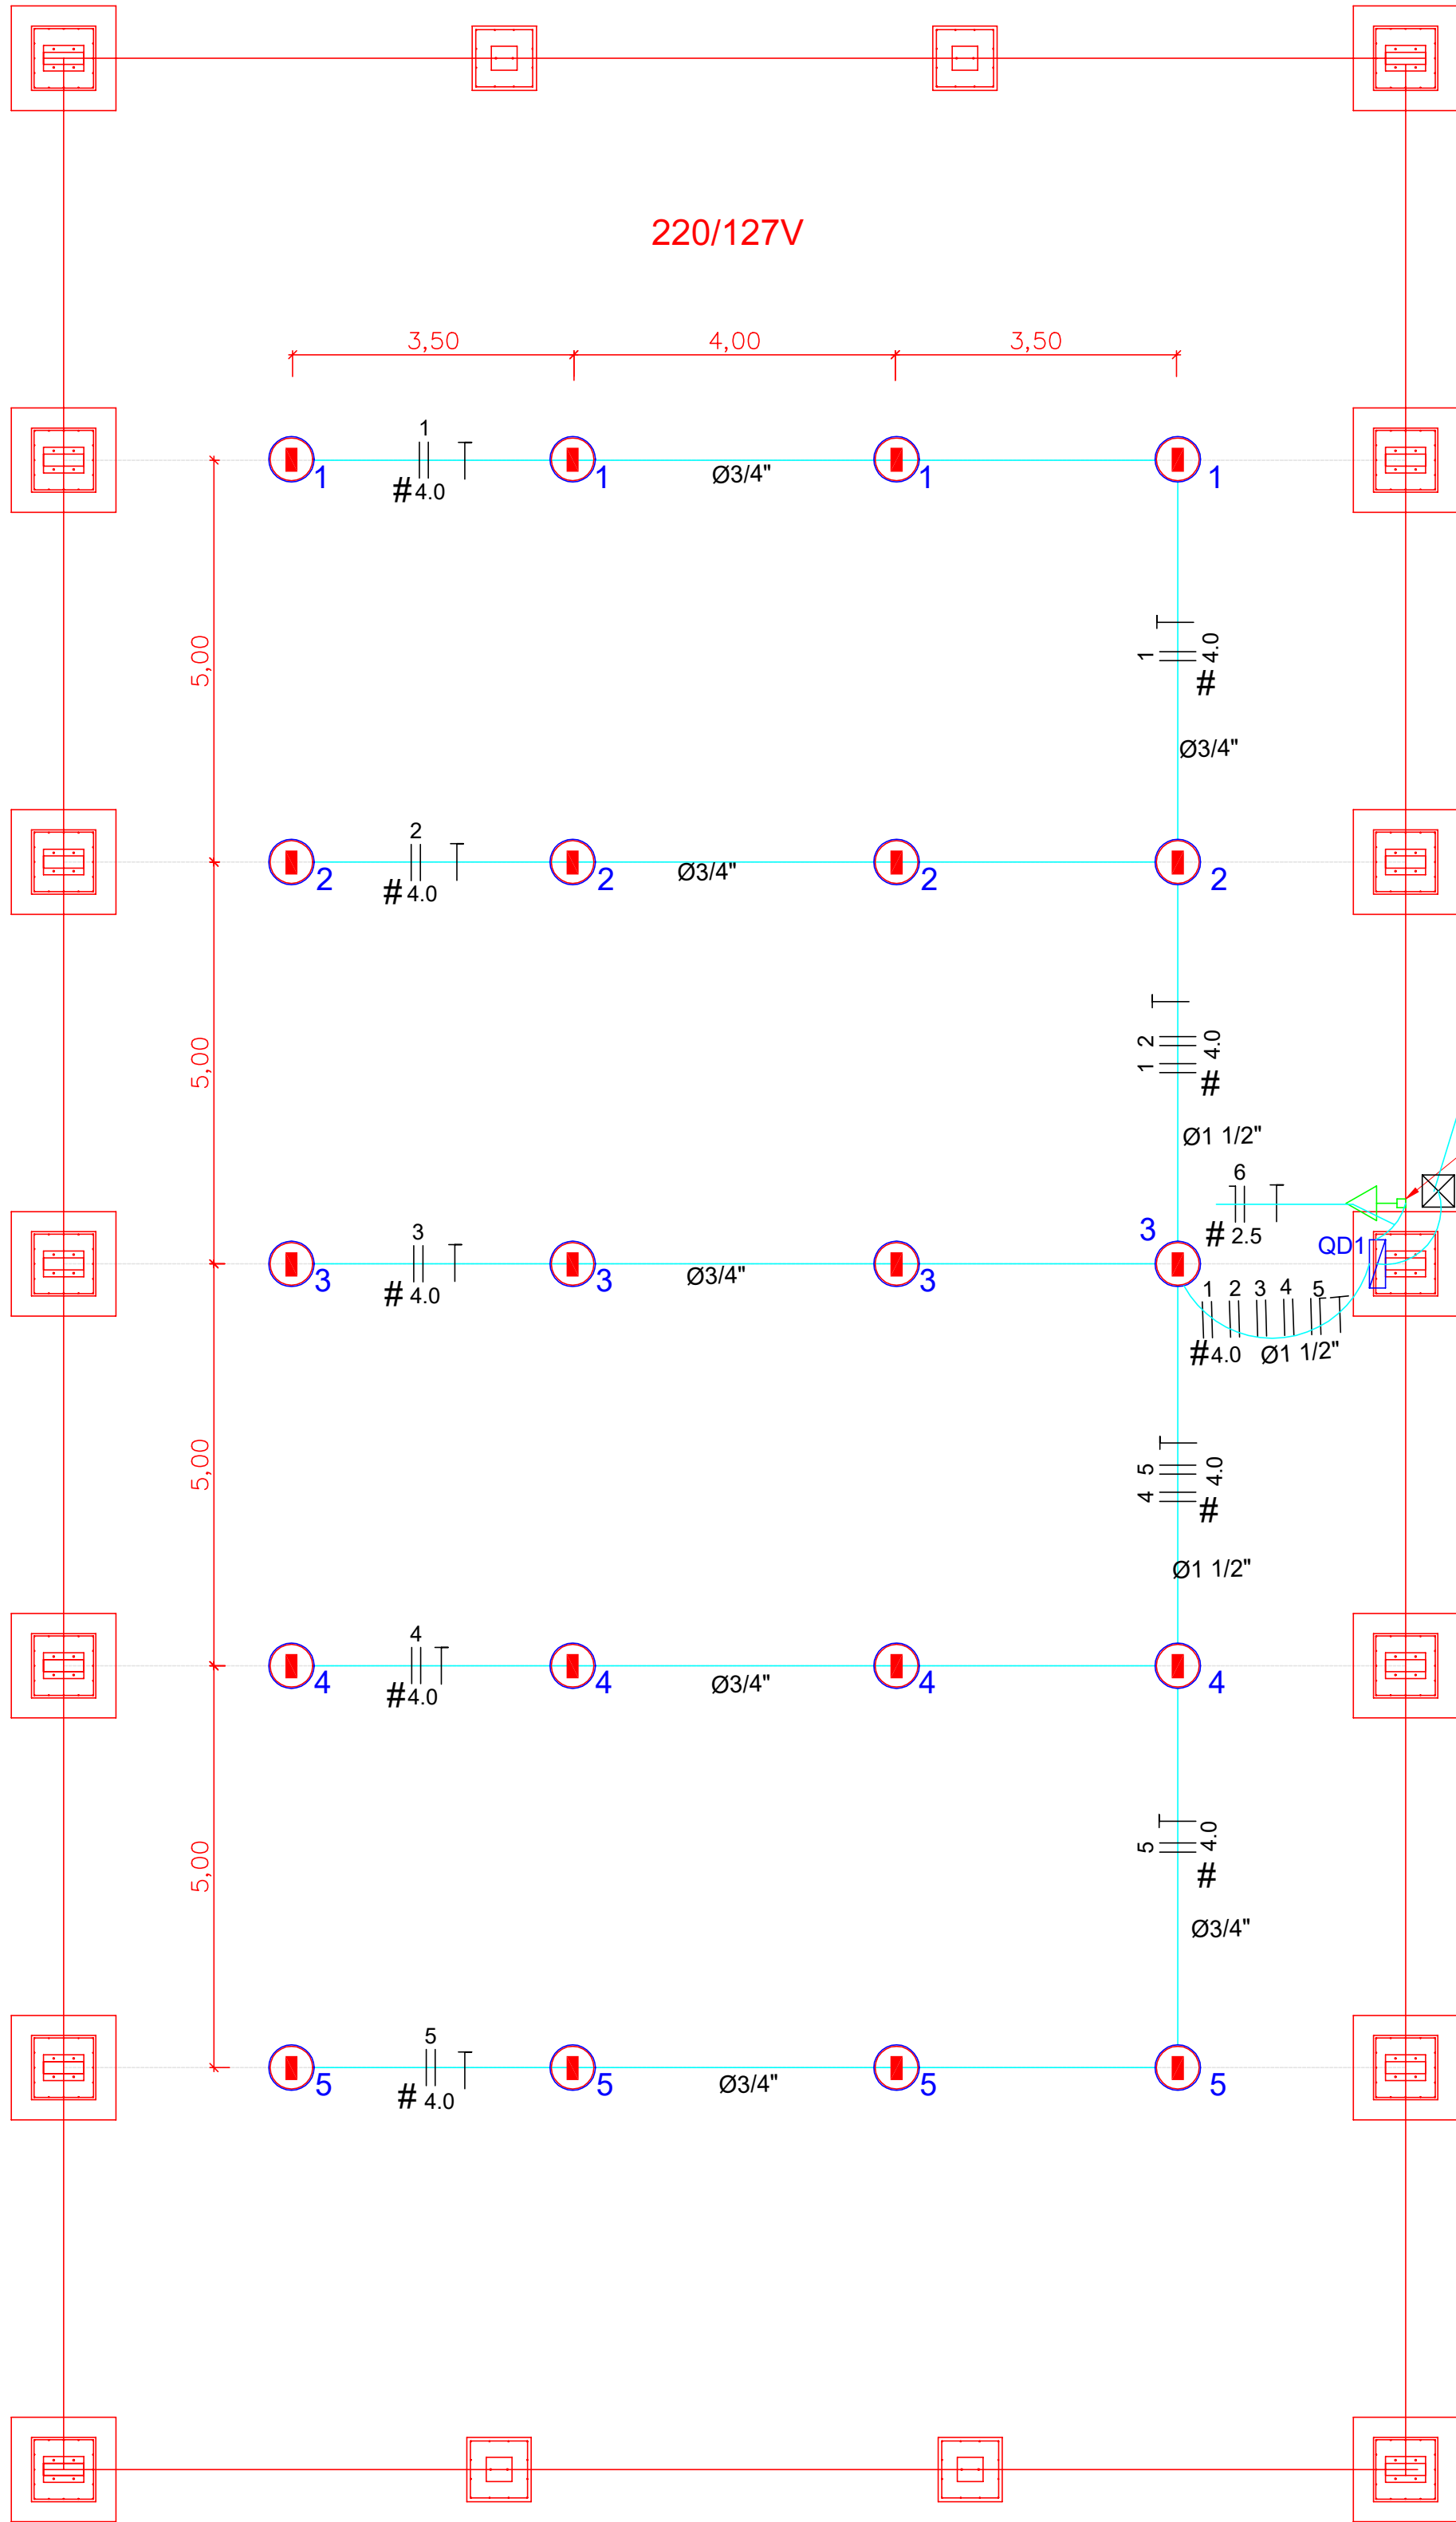 220/127V
3,50 4,00 3,50
1
1 1 Ø3/4" 1 1
#4.0
5,00
1 4.0
#
Ø3/4"
2
2 2 Ø3/4" 2 2
#4.0
5,00
1 2 4.0
#
Ø1 1/2"
6
# 2.5
3
3
QD1
3 3 Ø3/4" 3
#4.0
1 2 3 4 5
#4.0 Ø1 1/2"
5,00
4 5 4.0
#
Ø1 1/2"
4
4 4 Ø3/4" 4 4
#4.0
5,00
5 4.0
#
Ø3/4"
5
5 5 Ø3/4" 5 5
# 4.0